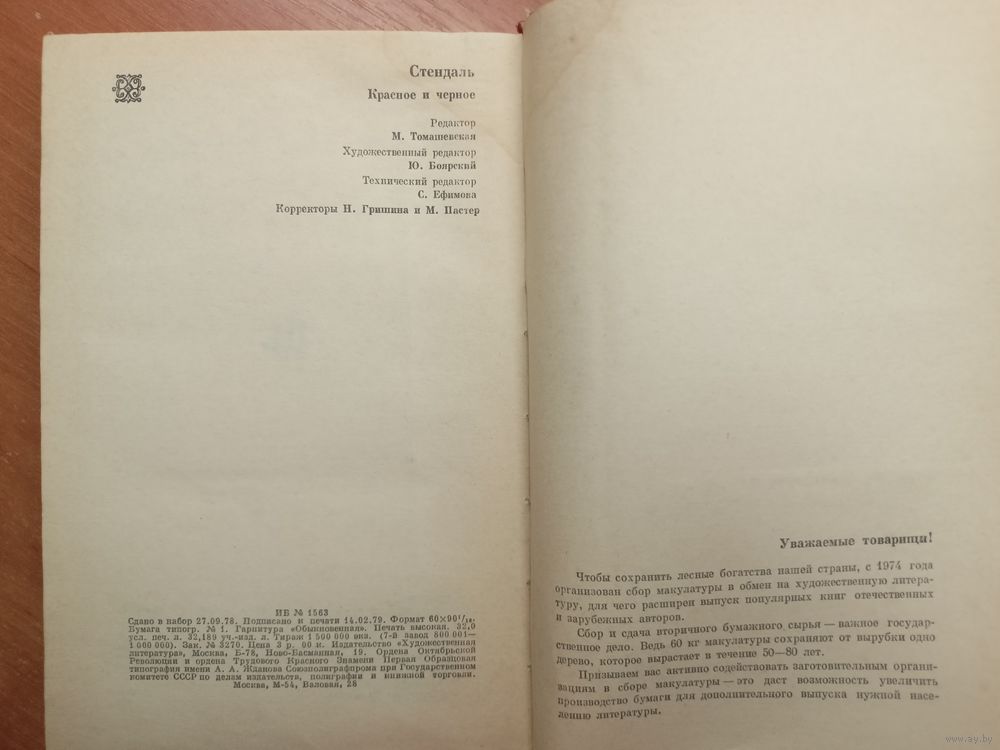 Стендаль
Красное и черное
Редактор
М. Томашевская
Художественный редактор
Ю. Боярский
Технический редактор
С. Ефимова
Корректоры Н. Гришина и М. Пастер
ИБ № 1563
Сдано в набор 27.09.78. Подписано к печати 14.02.79. Формат 60×90¹/₁₆.
Бумага типогр. № 1. Гарнитура «Обыкновенная». Печать высокая. 32,0
усл. печ. л. 32,189 уч.-изд. л. Тираж 1 500 000 экз. (7-й завод 800 001—
1 000 000). Зак. № 3270. Цена 3 р. 00 к. Издательство «Художественная
литература», Москва, Б-78, Ново-Басманная, 19. Ордена Октябрьской
Революции и ордена Трудового Красного Знамени Первая Образцовая
типография имени А. А. Жданова Союзполиграфпрома при Государственном
комитете СССР по делам издательств, полиграфии и книжной торговли.
Москва, М-54, Валовая, 28
Уважаемые товарищи!
Чтобы сохранить лесные богатства нашей страны, с 1974 года
организован сбор макулатуры в обмен на художественную литера-
туру, для чего расширен выпуск популярных книг отечественных
и зарубежных авторов.
Сбор и сдача вторичного бумажного сырья — важное государ-
ственное дело. Ведь 60 кг макулатуры сохраняют от вырубки одно
дерево, которое вырастает в течение 50—80 лет.
Призываем вас активно содействовать заготовительным органи-
зациям в сборе макулатуры — это даст возможность увеличить
производство бумаги для дополнительного выпуска нужной насе-
лению литературы.
www.ay.by